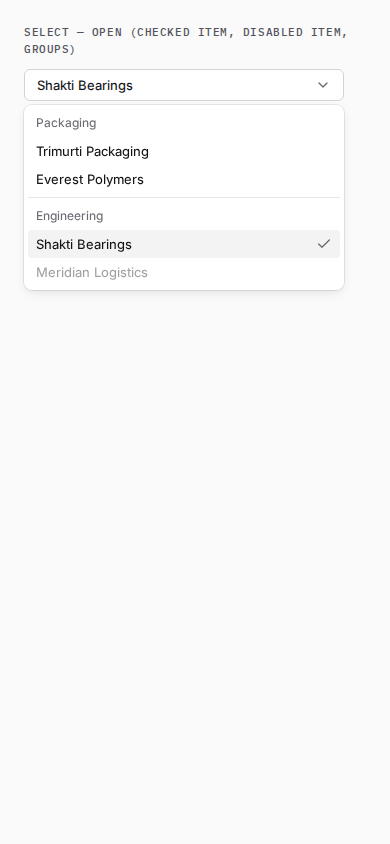 SELECT — OPEN (CHECKED ITEM, DISABLED ITEM,
GROUPS)
Shakti Bearings
Packaging
Trimurti Packaging
Everest Polymers
Engineering
Shakti Bearings
Meridian Logistics